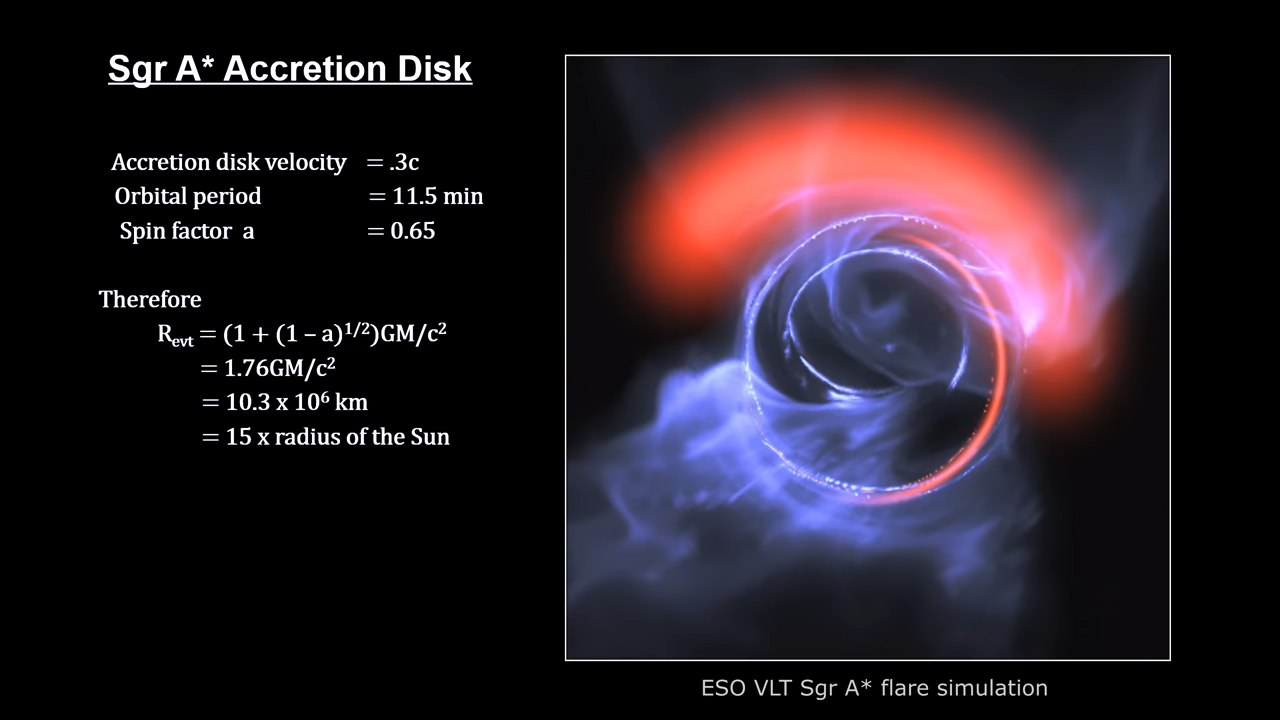 Sgr A* Accretion Disk
Accretion disk velocity = .3c
Orbital period = 11.5 min
Spin factor a = 0.65
Therefore
Rₑᵥₜ = (1 + (1 – a)¹/²)GM/c²
= 1.76GM/c²
= 10.3 x 10⁶ km
= 15 x radius of the Sun
ESO VLT Sgr A* flare simulation